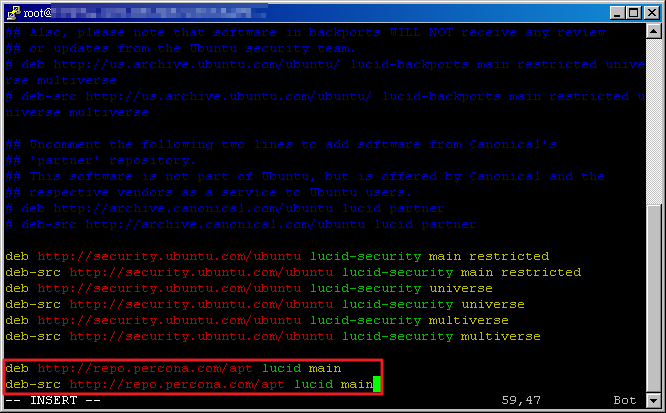 root@
## Also, please note that software in backports WILL NOT receive any review
## or updates from the Ubuntu security team.
# deb http://us.archive.ubuntu.com/ubuntu/ lucid-backports main restricted unive
rse multiverse
# deb-src http://us.archive.ubuntu.com/ubuntu/ lucid-backports main restricted u
niverse multiverse
## Uncomment the following two lines to add software from Canonical's
## 'partner' repository.
## This software is not part of Ubuntu, but is offered by Canonical and the
## respective vendors as a service to Ubuntu users.
# deb http://archive.canonical.com/ubuntu lucid partner
# deb-src http://archive.canonical.com/ubuntu lucid partner
deb http://security.ubuntu.com/ubuntu lucid-security main restricted
deb-src http://security.ubuntu.com/ubuntu lucid-security main restricted
deb http://security.ubuntu.com/ubuntu lucid-security universe
deb-src http://security.ubuntu.com/ubuntu lucid-security universe
deb http://security.ubuntu.com/ubuntu lucid-security multiverse
deb-src http://security.ubuntu.com/ubuntu lucid-security multiverse
deb http://repo.percona.com/apt lucid main
deb-src http://repo.percona.com/apt lucid main
-- INSERT -- 59,47 Bot